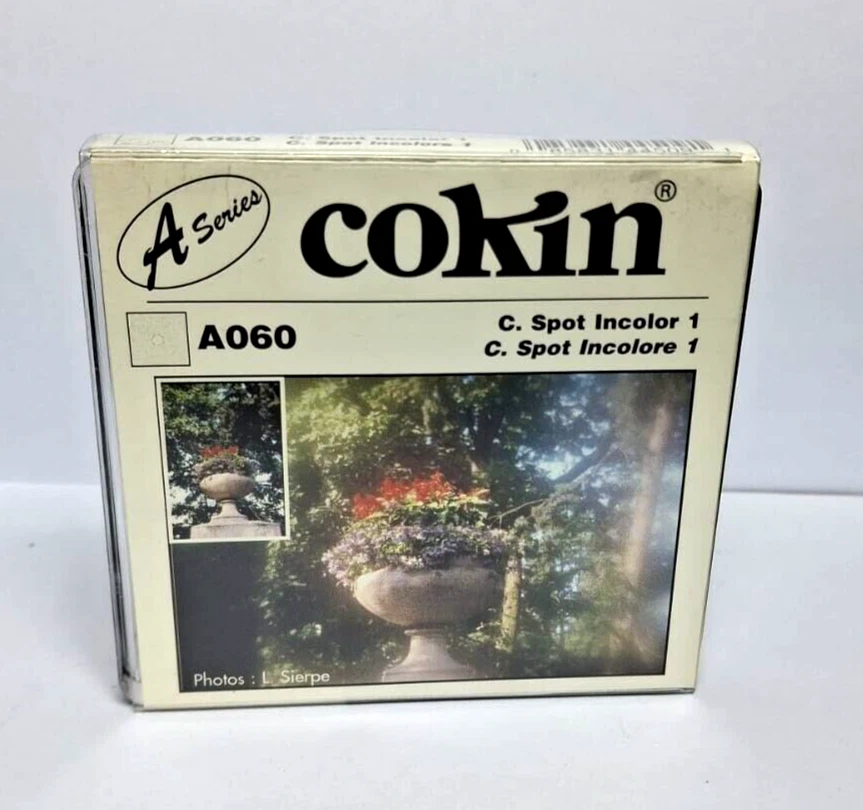 A060 C. Spot Incolor 1
C. Spot Incolore 1
A Series
cokin®
A060
C. Spot Incolor 1
C. Spot Incolore 1
Photos : L. Sierpe